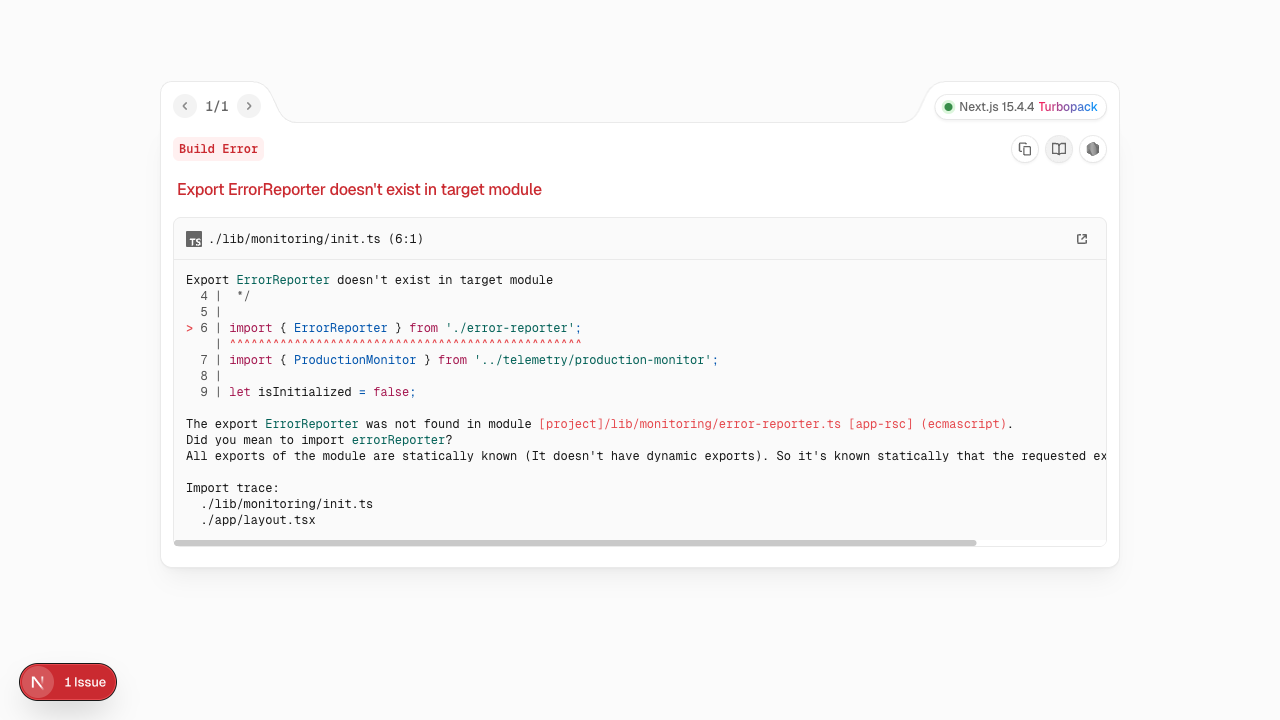 1/1
Next.js 15.4.4 Turbopack
Build Error
Export ErrorReporter doesn't exist in target module
TS ./lib/monitoring/init.ts (6:1)
Export ErrorReporter doesn't exist in target module
  4 |  */
  5 |
> 6 | import { ErrorReporter } from './error-reporter';
    | ^^^^^^^^^^^^^^^^^^^^^^^^^^^^^^^^^^^^^^^^^^^^^^^^^
  7 | import { ProductionMonitor } from '../telemetry/production-monitor';
  8 |
  9 | let isInitialized = false;
The export ErrorReporter was not found in module [project]/lib/monitoring/error-reporter.ts [app-rsc] (ecmascript).
Did you mean to import errorReporter?
All exports of the module are statically known (It doesn't have dynamic exports). So it's known statically that the requested ex
Import trace:
  ./lib/monitoring/init.ts
  ./app/layout.tsx
N 1 Issue